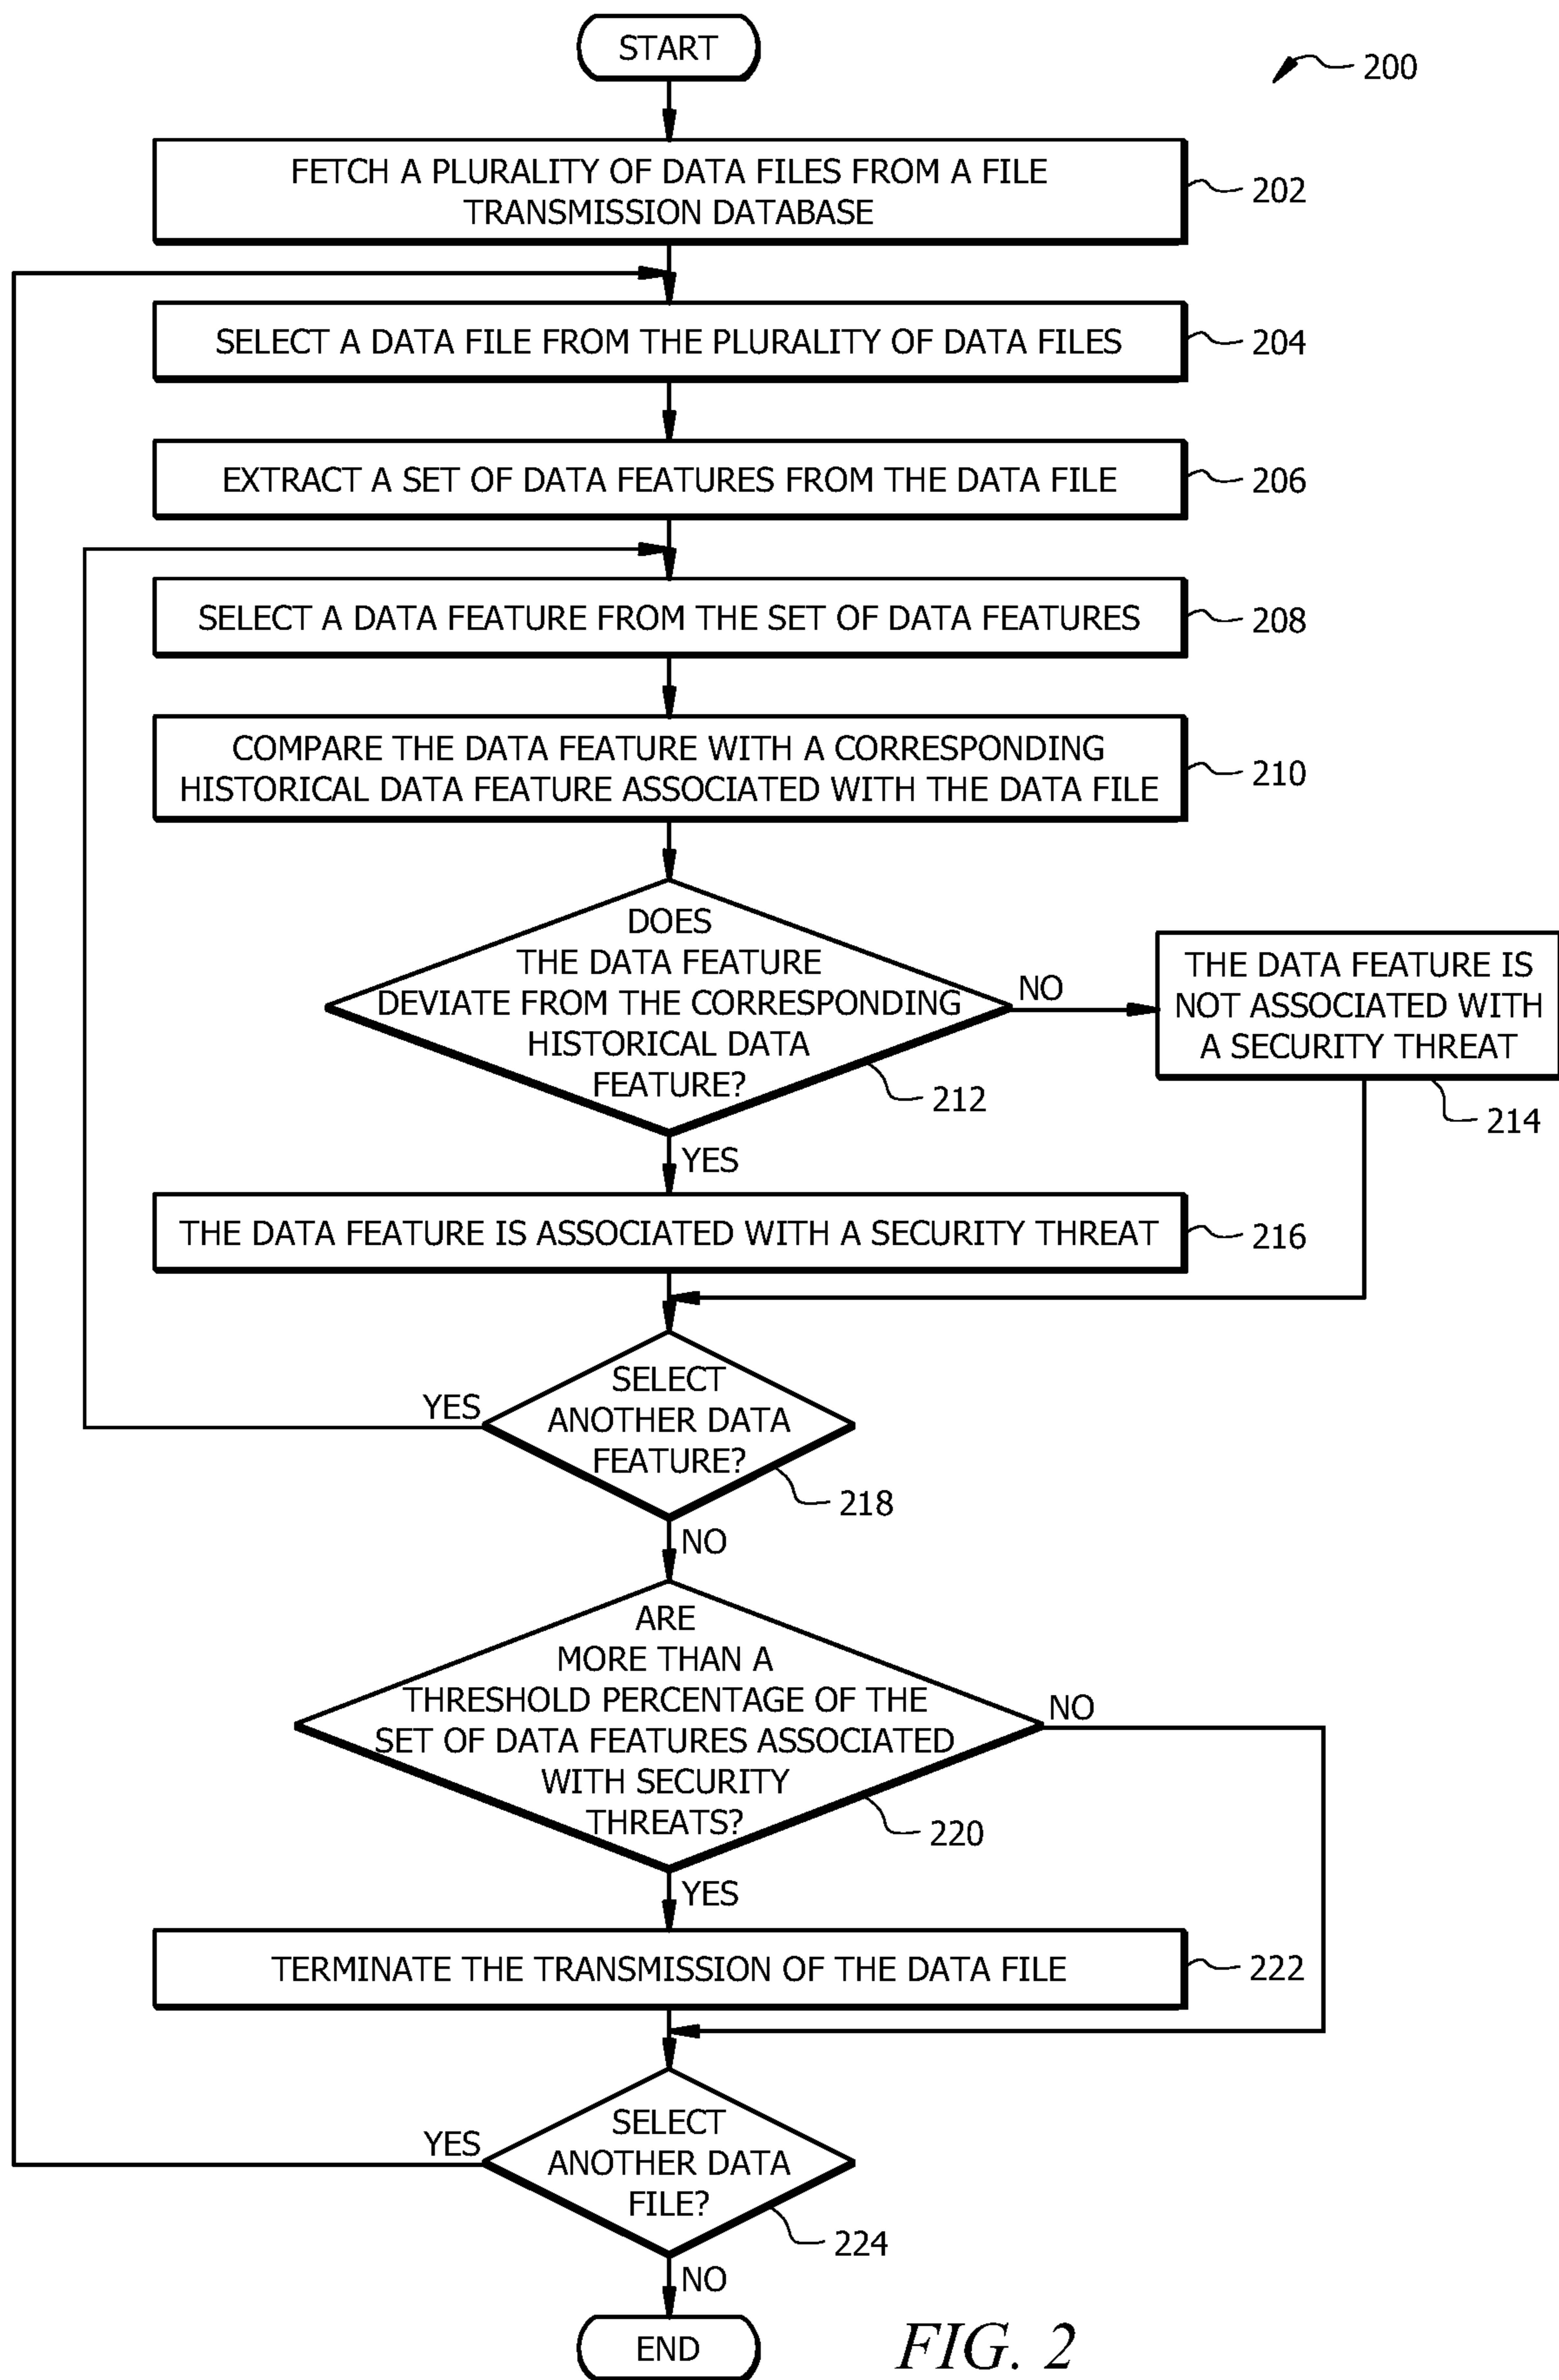 START
200
FETCH A PLURALITY OF DATA FILES FROM A FILE
TRANSMISSION DATABASE
202
SELECT A DATA FILE FROM THE PLURALITY OF DATA FILES
204
EXTRACT A SET OF DATA FEATURES FROM THE DATA FILE
206
SELECT A DATA FEATURE FROM THE SET OF DATA FEATURES
208
COMPARE THE DATA FEATURE WITH A CORRESPONDING
HISTORICAL DATA FEATURE ASSOCIATED WITH THE DATA FILE
210
DOES
THE DATA FEATURE
DEVIATE FROM THE CORRESPONDING
HISTORICAL DATA
FEATURE?
212
NO
THE DATA FEATURE IS
NOT ASSOCIATED WITH
A SECURITY THREAT
214
YES
THE DATA FEATURE IS ASSOCIATED WITH A SECURITY THREAT
216
SELECT
ANOTHER DATA
FEATURE?
YES
218
NO
ARE
MORE THAN A
THRESHOLD PERCENTAGE OF THE
SET OF DATA FEATURES ASSOCIATED
WITH SECURITY
THREATS?
NO
220
YES
TERMINATE THE TRANSMISSION OF THE DATA FILE
222
SELECT
ANOTHER DATA
FILE?
YES
224
NO
END
FIG. 2